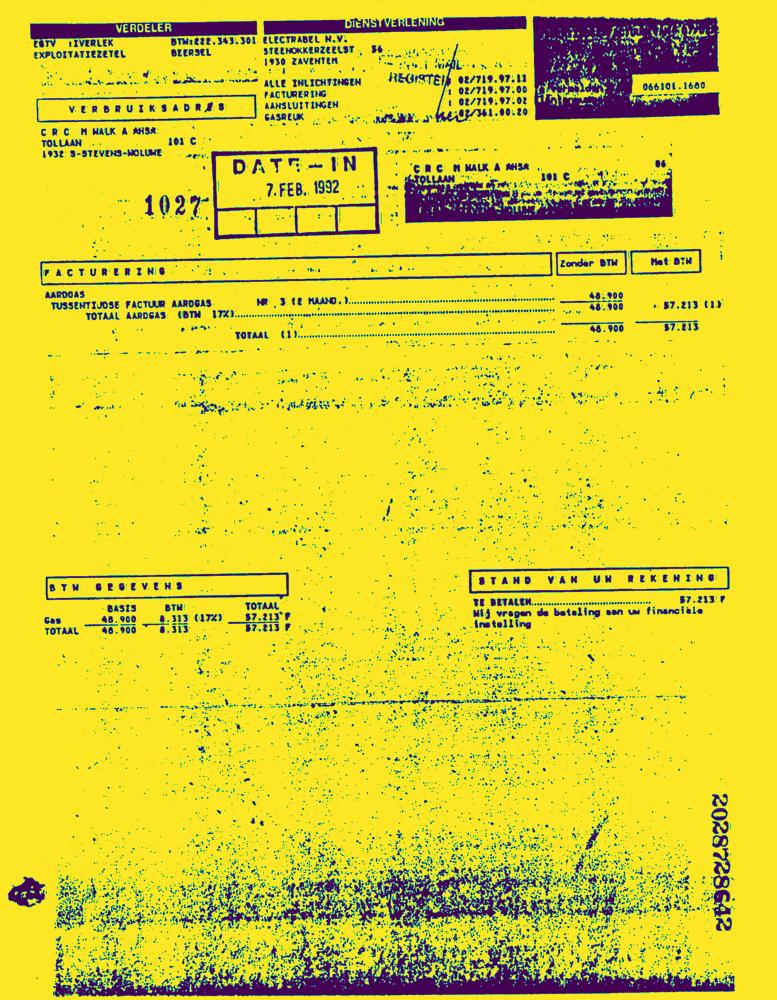 VERDELER
EGTV : IVERLEK BTW:222.343.301
EXPLOITATIEZETEL BEERSEL
DIENSTVERLENING
ELECTRABEL N.V.
STEENOKKERZEELST 56
1930 ZAVENTEM
ALLE INLICHTINGEN : 02/719.97.11
FACTURERING : 02/719.97.00
AANSLUITINGEN : 02/719.97.02
GASREUK : 02/361.00.20
REGISTER
066101.1680
VERBRUIKSADRES
C R C M WALK A AHSA
TOLLAAN 101 C
1932 S-STEVENS-WOLUWE
DATE-IN
7. FEB. 1992
1027
C R C M WALK A AHSA 06
TOLLAAN 101 C
FACTURERING Zonder BTW Met BTW
AARDGAS
TUSSENTIJDSE FACTUUR AARDGAS NR 3 (2 MAAND.) 48.900
TOTAAL AARDGAS (BTW 17%) 48.900 57.213 (1)
TOTAAL (1) 48.900 57.213
BTW GEGEVENS
BASIS BTW TOTAAL
Gas 48.900 8.313 (17%) 57.213 F
TOTAAL 48.900 8.313 57.213 F
STAND VAN UW REKENING
TE BETALEN 57.213 F
Wij vragen de betaling aan uw financiële
instelling
2028728642